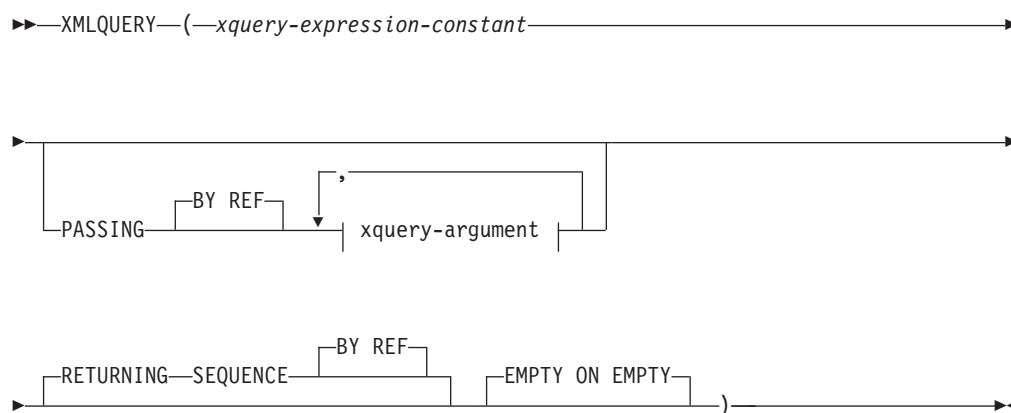 XMLQUERY ( xquery-expression-constant
,
BY REF
PASSING xquery-argument
BY REF
RETURNING SEQUENCE EMPTY ON EMPTY
)